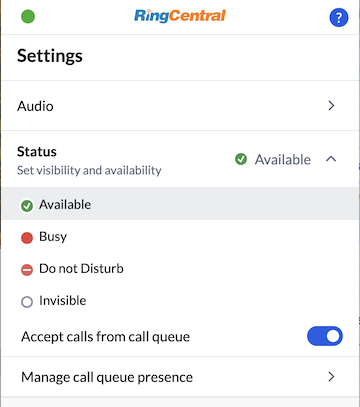 RingCentral
?
Settings
Audio
Status
Set visibility and availability
Available
Available
Busy
Do not Disturb
Invisible
Accept calls from call queue
Manage call queue presence